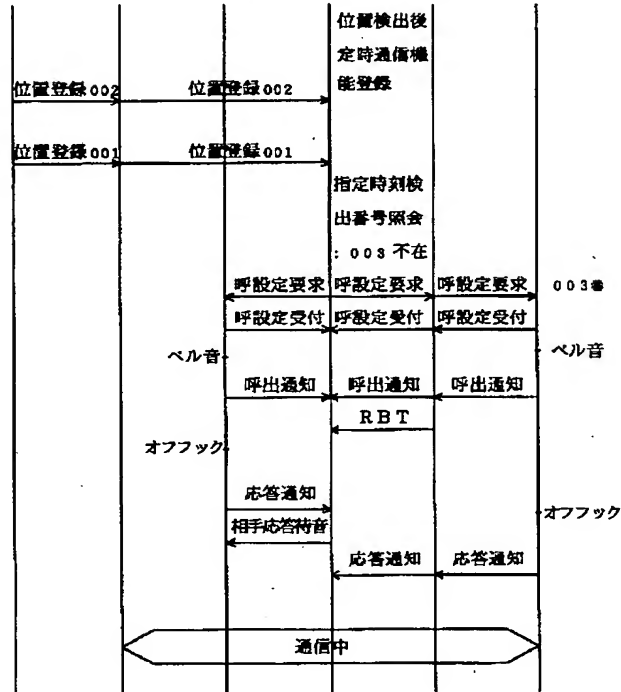 位置検出後
定時通信機
能登録
位置登録002 位置登録002
位置登録001 位置登録001
指定時刻検
出番号照会
：003不在
呼設定要求 呼設定要求 呼設定要求 003番
呼設定受付 呼設定受付 呼設定受付
ベル音 ベル音
呼出通知 呼出通知 呼出通知
RBT
オフフック
応答通知
オフフック
相手応答待音
応答通知 応答通知
通信中